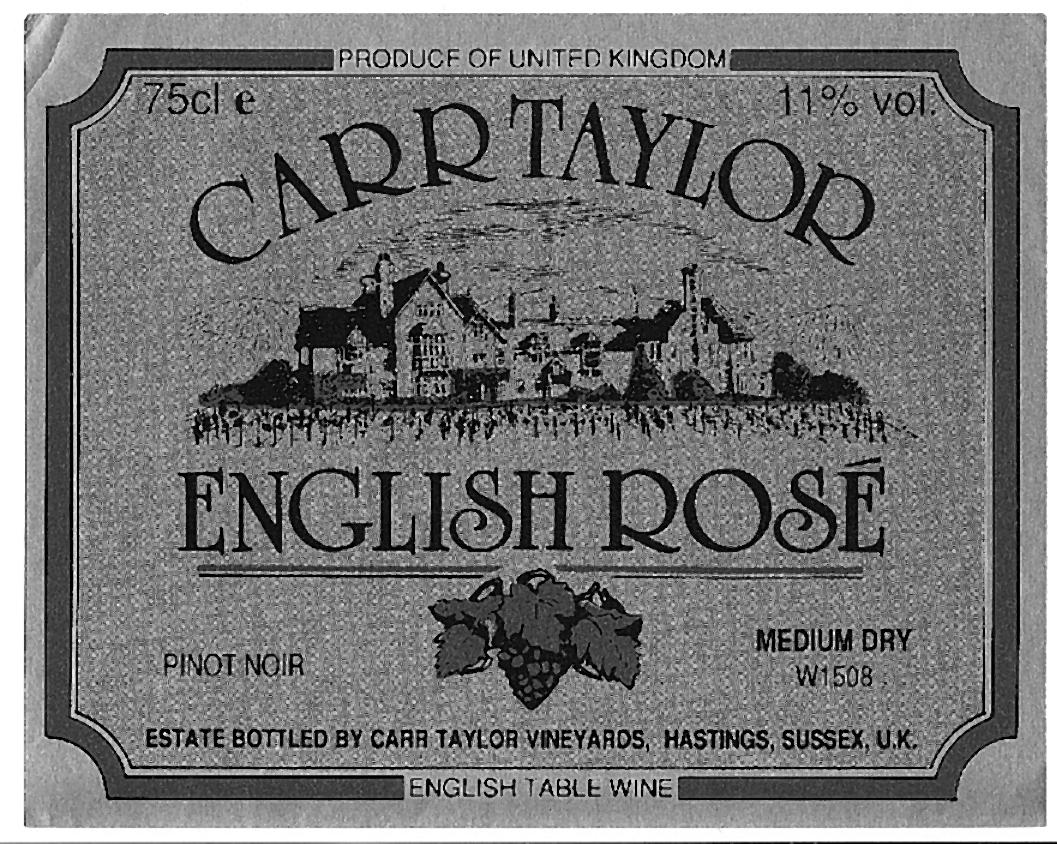 PRODUCE OF UNITED KINGDOM
75cl e
11% vol.
CARR TAYLOR
ENGLISH ROSÉ
PINOT NOIR
MEDIUM DRY
W1508
ESTATE BOTTLED BY CARR TAYLOR VINEYARDS, HASTINGS, SUSSEX, U.K.
ENGLISH TABLE WINE